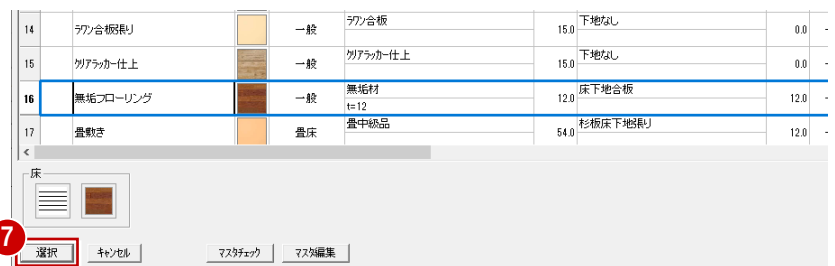 14 ﾗﾜﾝ合板張り 一般 ﾗﾜﾝ合板 15.0 下地なし 0.0
15 ｸﾘｱﾗｯｶｰ仕上 一般 ｸﾘｱﾗｯｶｰ仕上 15.0 下地なし 0.0
16 無垢フローリング 一般 無垢材 12.0 床下地合板 12.0
t=12
17 畳敷き 畳床 畳中級品 54.0 杉板床下地張り 12.0
床
7 選択 ｷｬﾝｾﾙ ﾏｽﾀﾁｪｯｸ ﾏｽﾀ編集